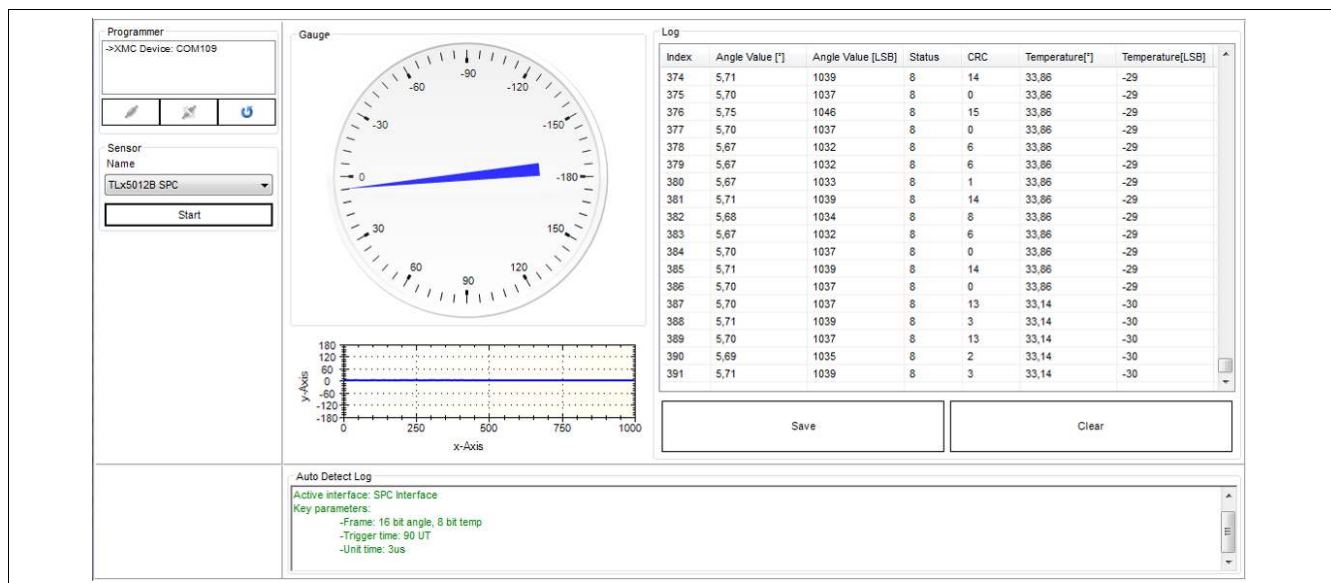 Programmer
->XMC Device: COM109
Sensor
Name
TLx5012B SPC
Start
Gauge
-90
-60
-120
-30
-150
0
-180
30
150
60
120
90
180
120
60
0
-60
-120
-180
y-Axis
0 250 500 750 1000
x-Axis
Log
Index Angle Value [°] Angle Value [LSB] Status CRC Temperature[°] Temperature[LSB]
374 5,71 1039 8 14 33,86 -29
375 5,70 1037 8 0 33,86 -29
376 5,75 1046 8 15 33,86 -29
377 5,70 1037 8 0 33,86 -29
378 5,67 1032 8 6 33,86 -29
379 5,67 1032 8 6 33,86 -29
380 5,67 1033 8 1 33,86 -29
381 5,71 1039 8 14 33,86 -29
382 5,68 1034 8 8 33,86 -29
383 5,67 1032 8 6 33,86 -29
384 5,70 1037 8 0 33,86 -29
385 5,71 1039 8 14 33,86 -29
386 5,70 1037 8 0 33,86 -29
387 5,70 1037 8 13 33,14 -30
388 5,71 1039 8 3 33,14 -30
389 5,70 1037 8 13 33,14 -30
390 5,69 1035 8 2 33,14 -30
391 5,71 1039 8 3 33,14 -30
Save Clear
Auto Detect Log
Active interface: SPC Interface
Key parameters:
-Frame: 16 bit angle, 8 bit temp
-Trigger time: 90 UT
-Unit time: 3us